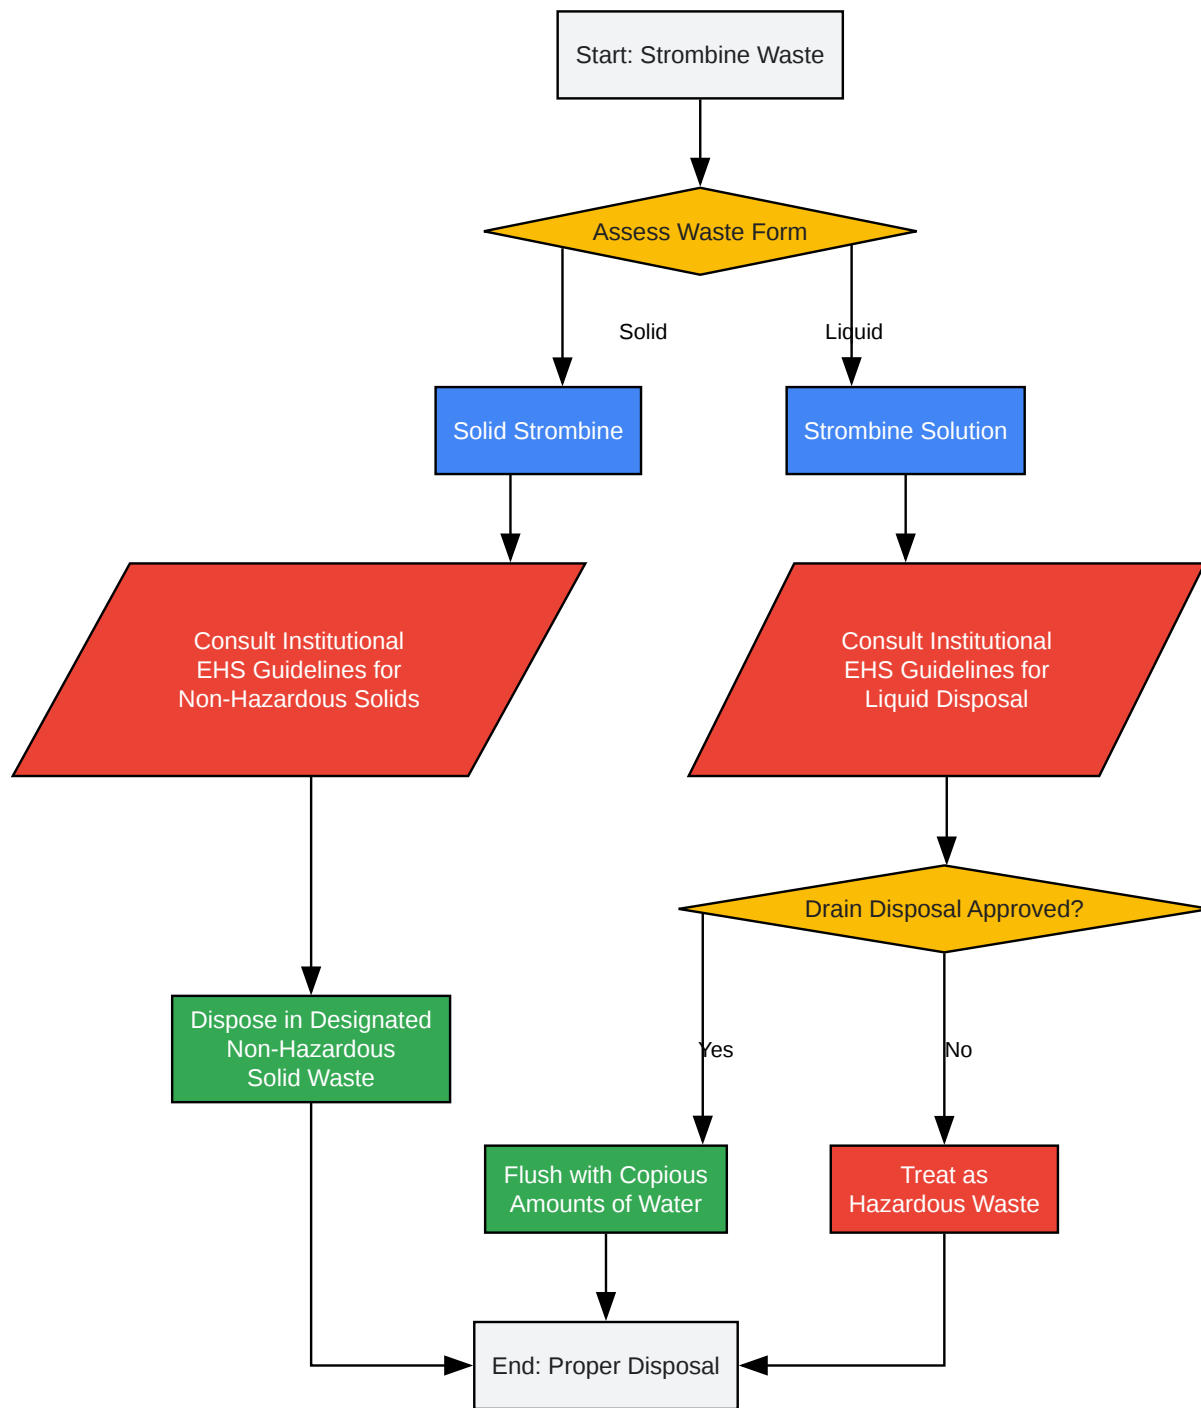 Start: Strombine Waste
Assess Waste Form
Solid
Liquid
Solid Strombine
Strombine Solution
Consult Institutional
EHS Guidelines for
Non-Hazardous Solids
Consult Institutional
EHS Guidelines for
Liquid Disposal
Drain Disposal Approved?
Dispose in Designated
Non-Hazardous
Solid Waste
Yes
No
Flush with Copious
Amounts of Water
Treat as
Hazardous Waste
End: Proper Disposal